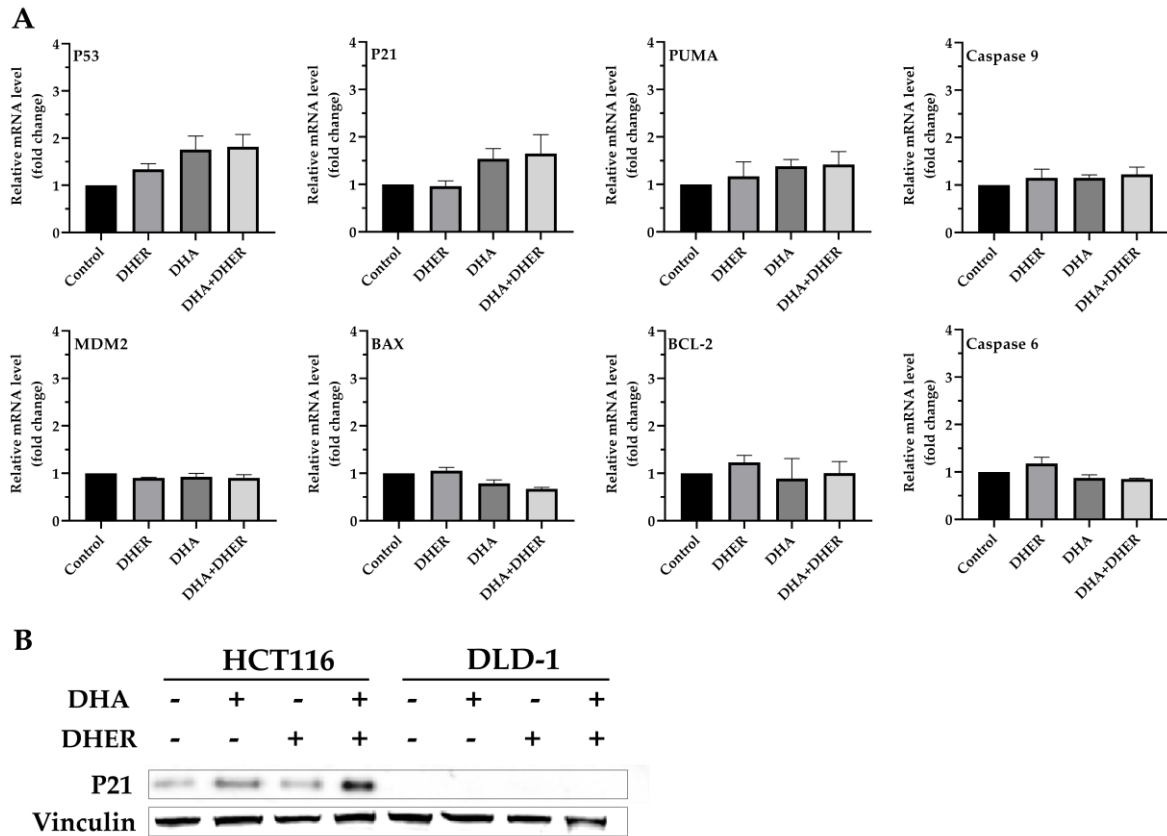 A
P53
Relative mRNA level
(fold change)
4
3
2
1
0
Control
DHER
DHA
DHA+DHER
P21
Relative mRNA level
(fold change)
4
3
2
1
0
Control
DHER
DHA
DHA+DHER
PUMA
Relative mRNA level
(fold change)
4
3
2
1
0
Control
DHER
DHA
DHA+DHER
Caspase 9
Relative mRNA level
(fold change)
4
3
2
1
0
Control
DHER
DHA
DHA+DHER
MDM2
Relative mRNA level
(fold change)
4
3
2
1
0
Control
DHER
DHA
DHA+DHER
BAX
Relative mRNA level
(fold change)
4
3
2
1
0
Control
DHER
DHA
DHA+DHER
BCL-2
Relative mRNA level
(fold change)
4
3
2
1
0
Control
DHER
DHA
DHA+DHER
Caspase 6
Relative mRNA level
(fold change)
4
3
2
1
0
Control
DHER
DHA
DHA+DHER
B
HCT116 DLD-1
DHA - + - + - + - +
DHER - - + + - - + +
P21
Vinculin